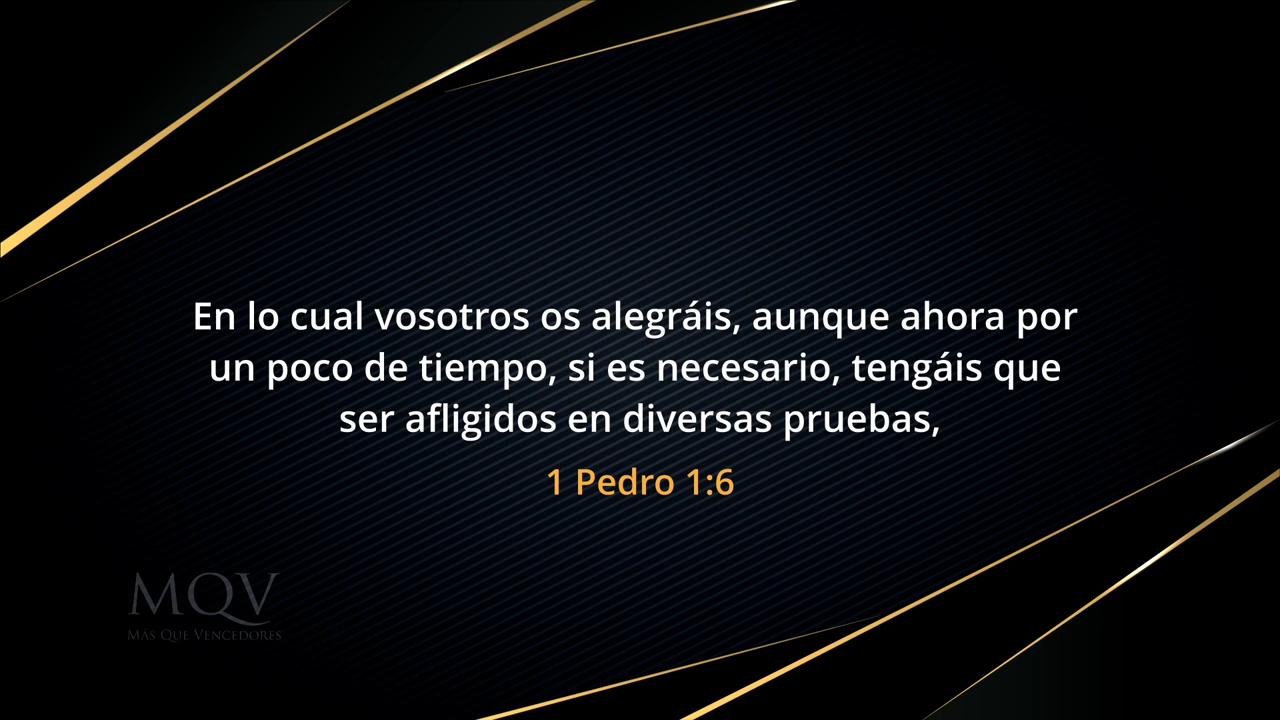 En lo cual vosotros os alegráis, aunque ahora por
un poco de tiempo, si es necesario, tengáis que
ser afligidos en diversas pruebas,
1 Pedro 1:6
MQV
Más Que Vencedores